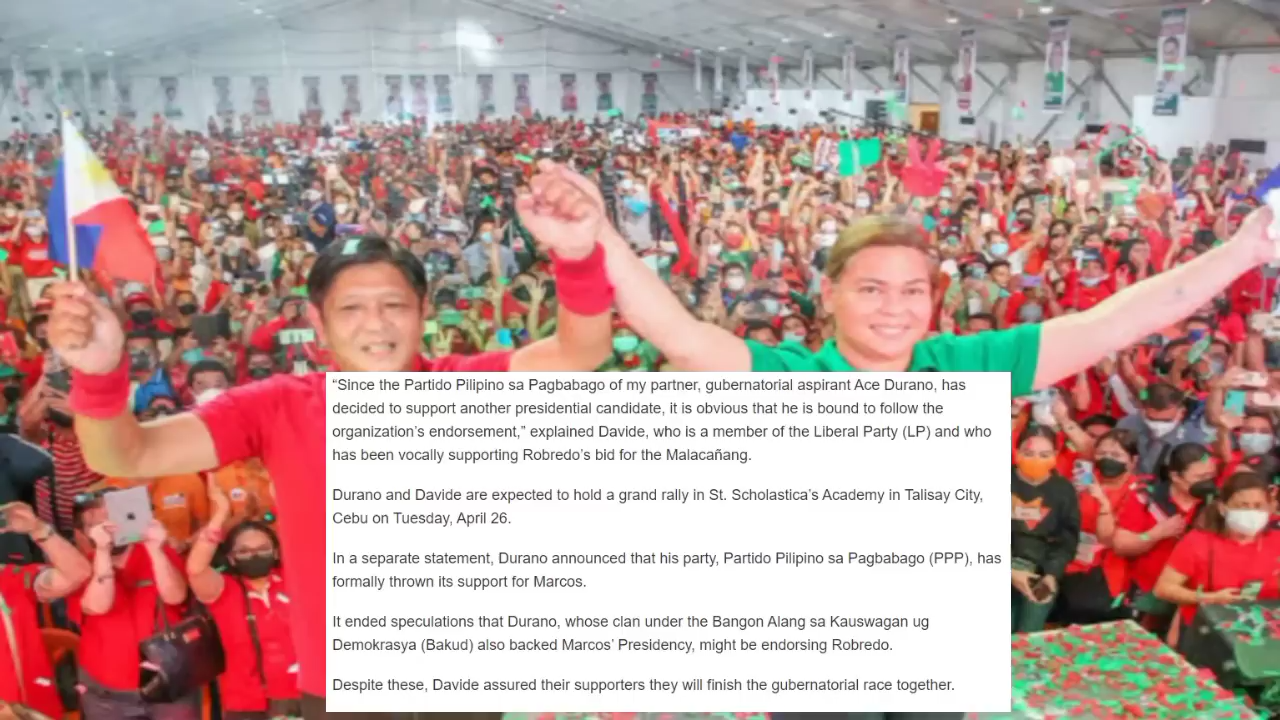 “Since the Partido Pilipino sa Pagbabago of my partner, gubernatorial aspirant Ace Durano, has
decided to support another presidential candidate, it is obvious that he is bound to follow the
organization’s endorsement,” explained Davide, who is a member of the Liberal Party (LP) and who
has been vocally supporting Robredo’s bid for the Malacañang.
Durano and Davide are expected to hold a grand rally in St. Scholastica’s Academy in Talisay City,
Cebu on Tuesday, April 26.
In a separate statement, Durano announced that his party, Partido Pilipino sa Pagbabago (PPP), has
formally thrown its support for Marcos.
It ended speculations that Durano, whose clan under the Bangon Alang sa Kauswagan ug
Demokrasya (Bakud) also backed Marcos’ Presidency, might be endorsing Robredo.
Despite these, Davide assured their supporters they will finish the gubernatorial race together.